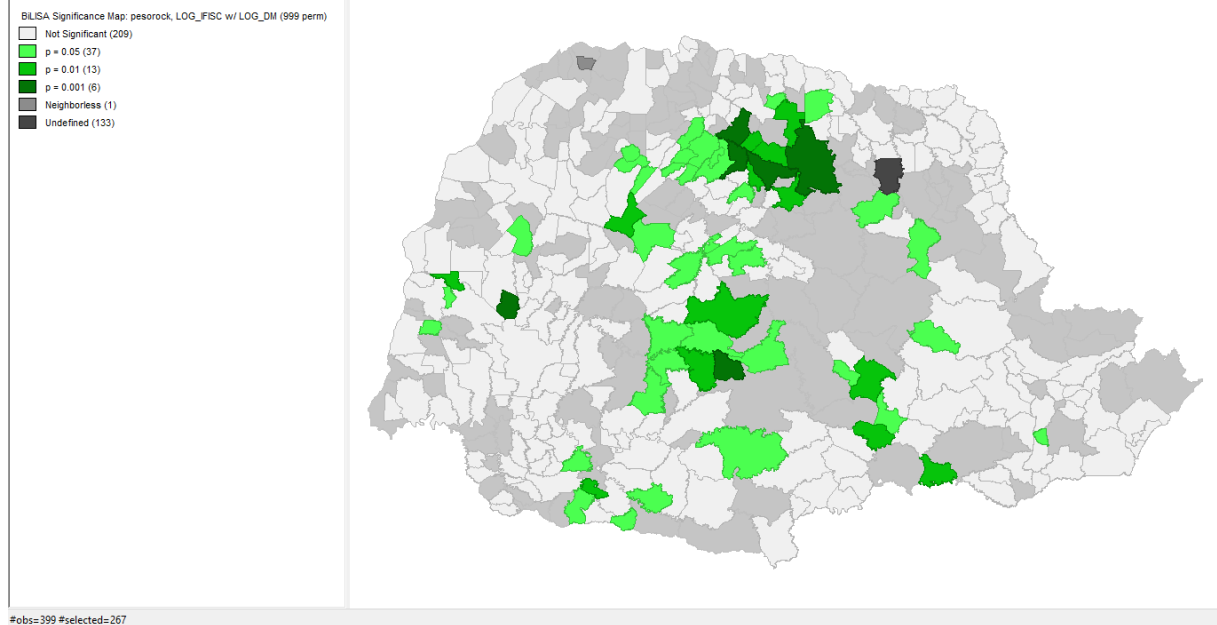 BiLISA Significance Map: pesorock, LOG_IFISC w/ LOG_DM (999 perm)
Not Significant (209)
p = 0.05 (37)
p = 0.01 (13)
p = 0.001 (6)
Neighborless (1)
Undefined (133)
#obs=399 #selected=267